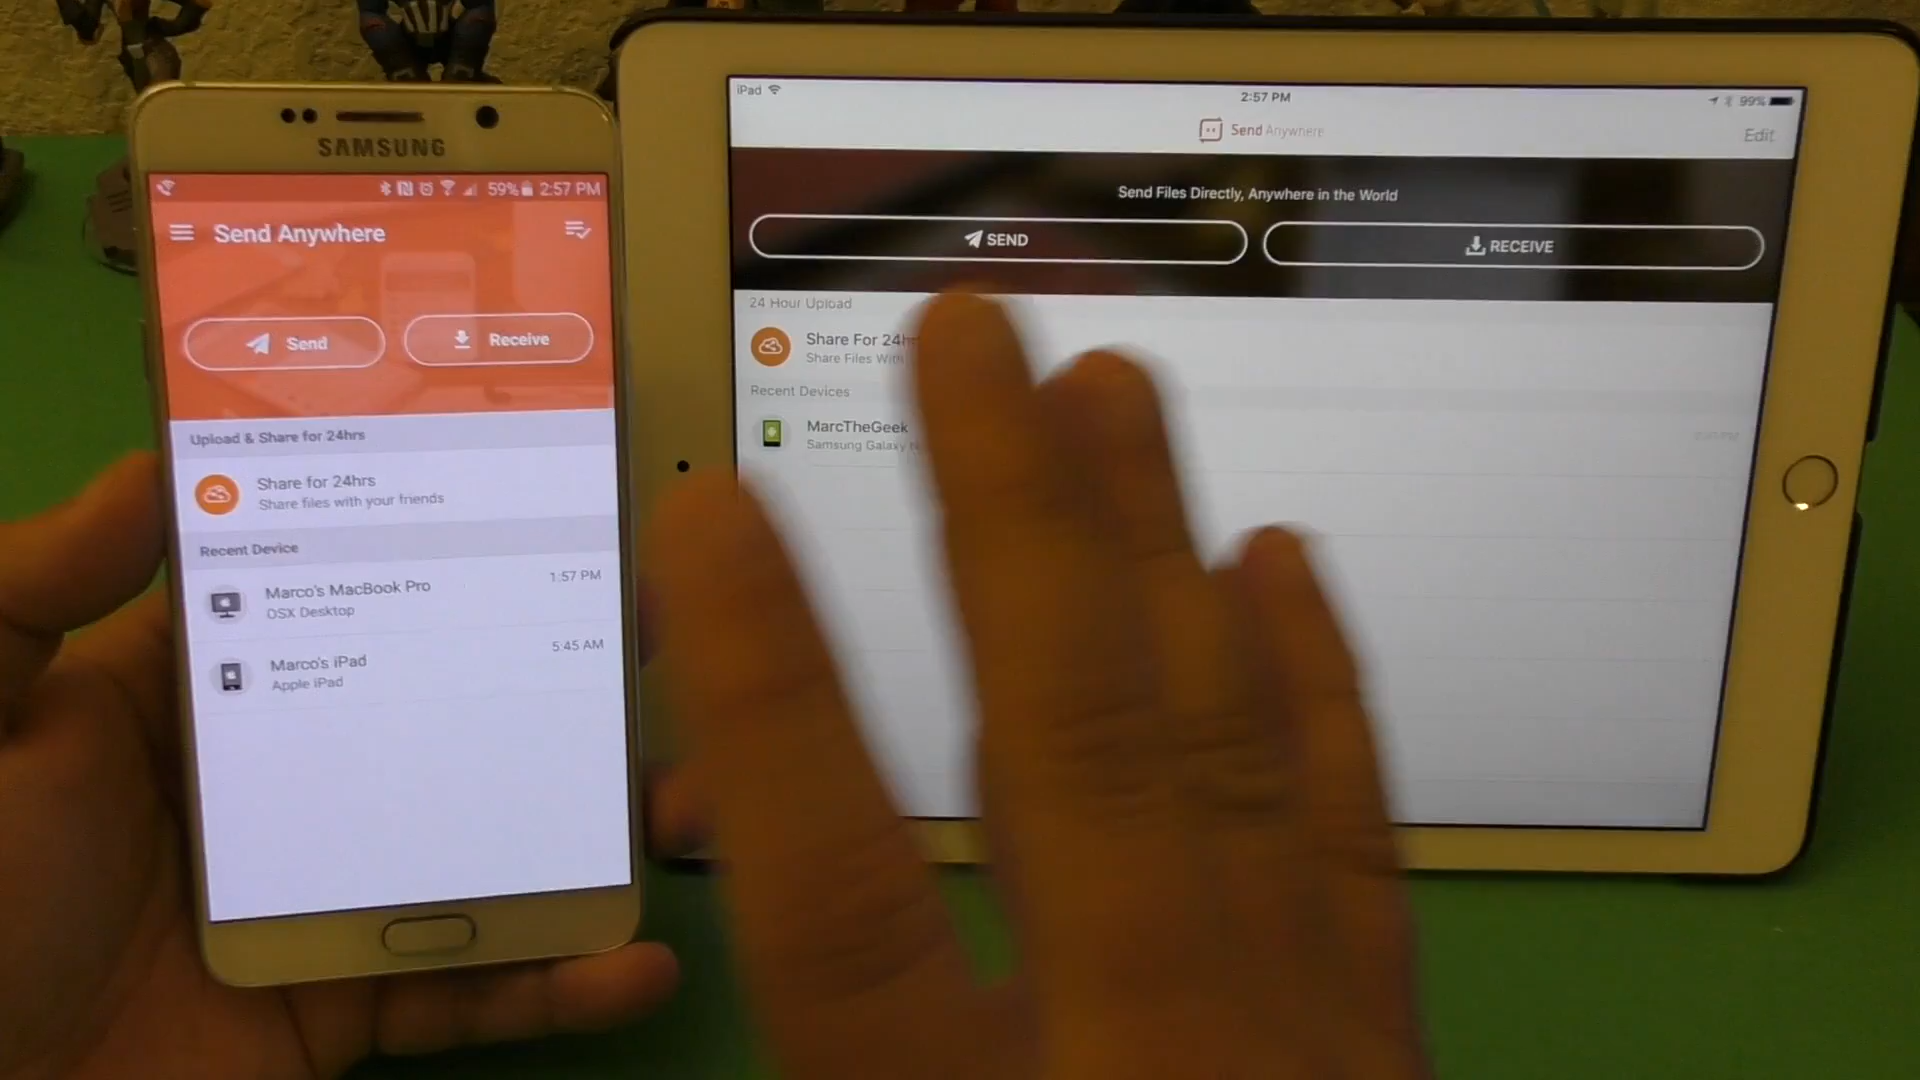 SAMSUNG
59% 2:57 PM
Send Anywhere
Send
Receive
Upload & Share for 24hrs
Share for 24hrs
Share files with your friends
Recent Device
Marco's MacBook Pro
1:57 PM
OSX Desktop
Marco's iPad
5:45 AM
Apple iPad
iPad
2:57 PM
99%
Send Anywhere
Edit
Send Files Directly, Anywhere in the World
SEND
RECEIVE
24 Hour Upload
Share For 24h
Share Files With
Recent Devices
MarcTheGeek
Samsung Galaxy